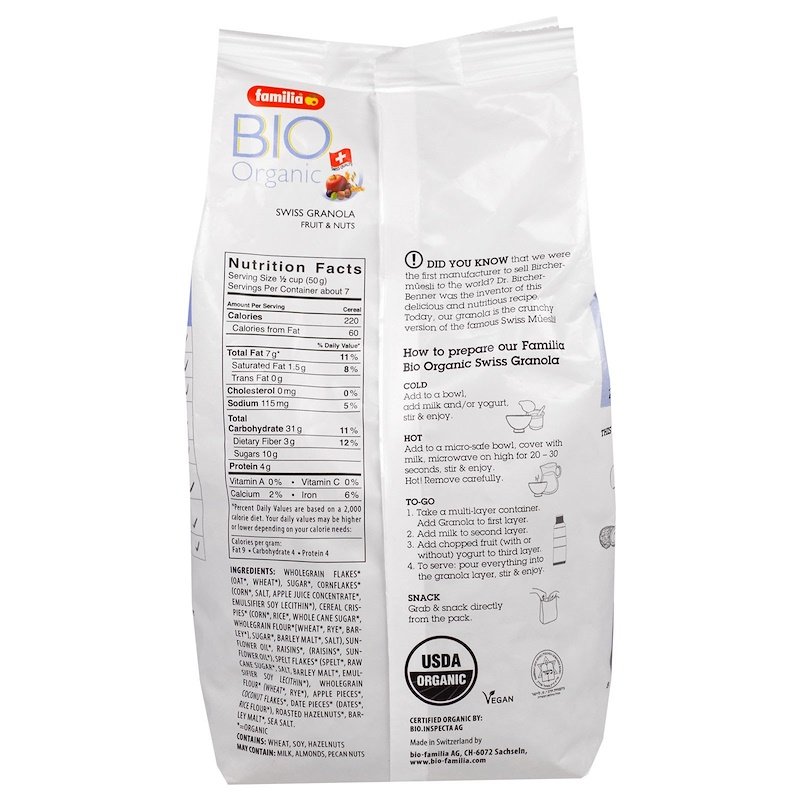 familia
BIO
Organic
SWISS GRANOLA
FRUIT & NUTS
Nutrition Facts
Serving Size ½ cup (50g)
Servings Per Container about 7
Amount Per Serving Cereal
Calories 220
Calories from Fat 60
% Daily Value*
Total Fat 7g* 11%
Saturated Fat 1.5g 8%
Trans Fat 0g
Cholesterol 0mg 0%
Sodium 115mg 5%
Total
Carbohydrate 31g 11%
Dietary Fiber 3g 12%
Sugars 10g
Protein 4g
Vitamin A 0% • Vitamin C 0%
Calcium 2% • Iron 6%
*Percent Daily Values are based on a 2,000
calorie diet. Your daily values may be higher
or lower depending on your calorie needs:
Calories per gram:
Fat 9 • Carbohydrate 4 • Protein 4
INGREDIENTS: WHOLEGRAIN FLAKES*
(OAT*, WHEAT*), SUGAR*, CORNFLAKES*
(CORN*, SALT, APPLE JUICE CONCENTRATE*,
EMULSIFIER SOY LECITHIN*), CEREAL CRIS-
PIES* (CORN*, RICE*, WHOLE CANE SUGAR*,
WHOLEGRAIN FLOUR*[WHEAT*, RYE*, BAR-
LEY*], SUGAR*, BARLEY MALT*, SALT), SUN-
FLOWER OIL*, RAISINS*, (RAISINS*, SUN-
FLOWER OIL*), SPELT FLAKES* (SPELT*, RAW
CANE SUGAR*, SALT, BARLEY MALT*, EMUL-
SIFIER SOY LECITHIN*), WHOLEGRAIN
FLOUR* (WHEAT*, RYE*), APPLE PIECES*,
COCONUT FLAKES*, DATE PIECES* (DATES*,
RICE FLOUR*), ROASTED HAZELNUTS*, BAR-
LEY MALT*, SEA SALT.
*=ORGANIC
CONTAINS: WHEAT, SOY, HAZELNUTS
MAY CONTAIN: MILK, ALMONDS, PECAN NUTS
! DID YOU KNOW that we were
the first manufacturer to sell Bircher-
müesli to the world? Dr. Bircher-
Benner was the inventor of this
delicious and nutritious recipe.
Today, our granola is the crunchy
version of the famous Swiss Müesli
How to prepare our Familia
Bio Organic Swiss Granola
COLD
Add to a bowl,
add milk and/or yogurt,
stir & enjoy.
HOT
Add to a micro-safe bowl, cover with
milk, microwave on high for 20 – 30
seconds, stir & enjoy.
Hot! Remove carefully.
TO-GO
1. Take a multi-layer container.
Add Granola to first layer.
2. Add milk to second layer.
3. Add chopped fruit (with or
without) yogurt to third layer.
4. To serve: pour everything into
the granola layer, stir & enjoy.
SNACK
Grab & snack directly
from the pack.
USDA
ORGANIC
VEGAN
CERTIFIED ORGANIC BY:
BIO.INSPECTA AG
Made in Switzerland by
bio-familia AG, CH-6072 Sachseln,
www.bio-familia.com